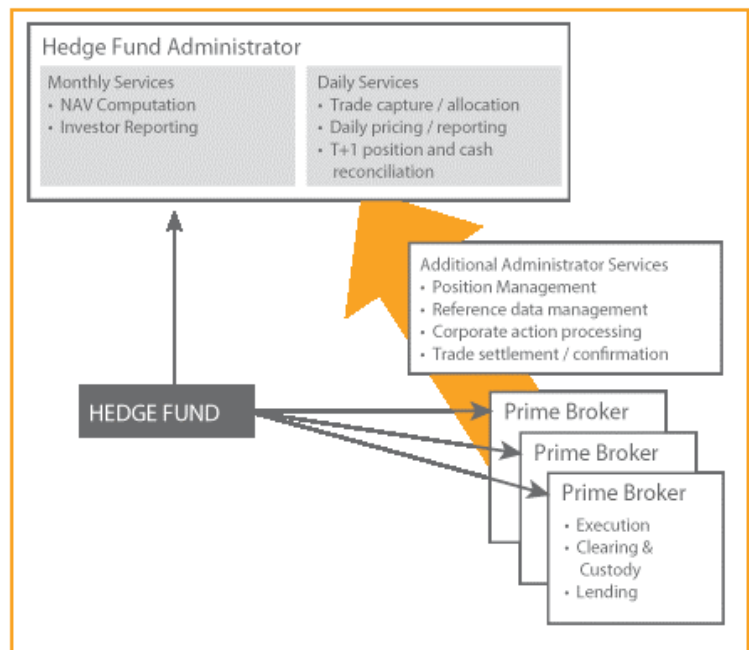 Hedge Fund Administrator
Monthly Services
• NAV Computation
• Investor Reporting
Daily Services
• Trade capture / allocation
• Daily pricing / reporting
• T+1 position and cash
reconciliation
Additional Administrator Services
• Position Management
• Reference data management
• Corporate action processing
• Trade settlement / confirmation
HEDGE FUND
Prime Broker
Prime Broker
Prime Broker
• Execution
• Clearing &
Custody
• Lending